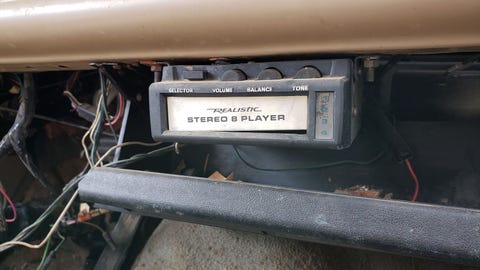 SELECTOR VOLUME BALANCE TONE
REALISTIC
STEREO 8 PLAYER